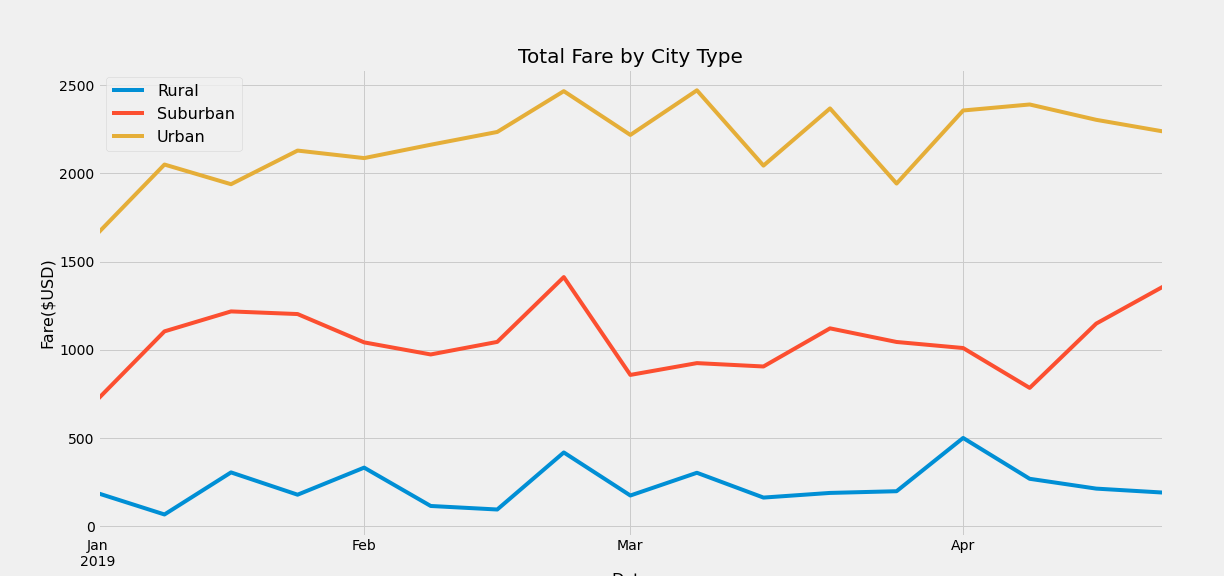 Total Fare by City Type
Rural
Suburban
Urban
Fare($USD)
2500
2000
1500
1000
500
0
Jan
2019
Feb
Mar
Apr